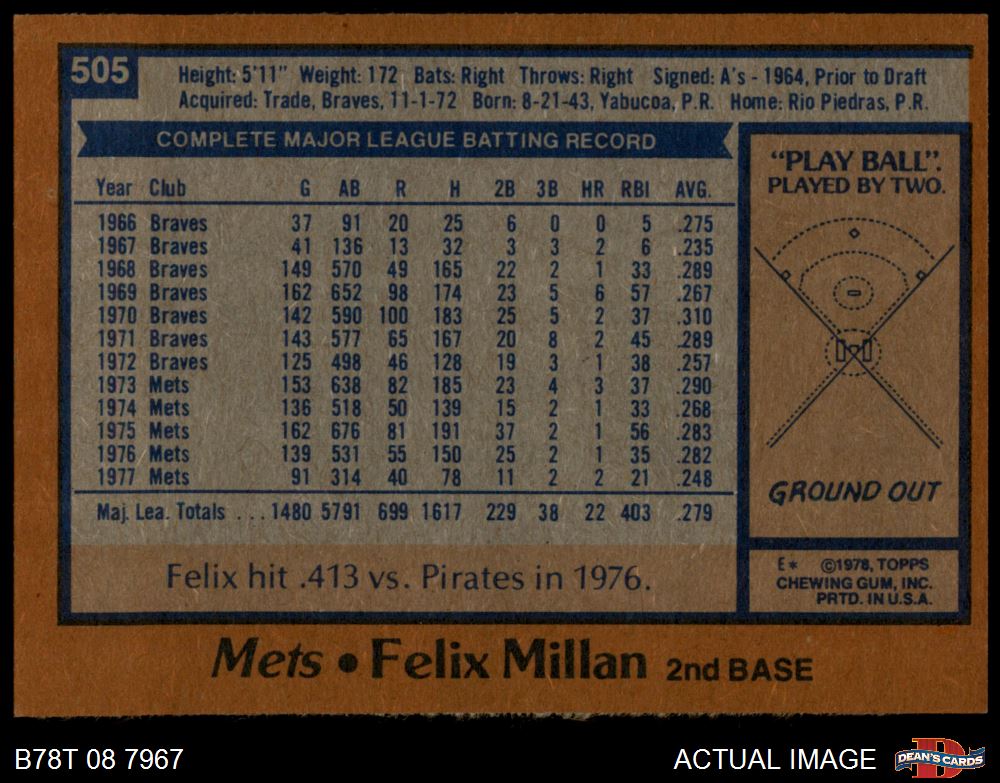 505
Height: 5'11" Weight: 172 Bats: Right Throws: Right Signed: A's - 1964, Prior to Draft
Acquired: Trade, Braves, 11-1-72 Born: 8-21-43, Yabucoa, P.R. Home: Rio Piedras, P.R.
COMPLETE MAJOR LEAGUE BATTING RECORD
Year Club G AB R H 2B 3B HR RBI AVG.
1966 Braves 37 91 20 25 6 0 0 5 .275
1967 Braves 41 136 13 32 3 3 2 6 .235
1968 Braves 149 570 49 165 22 2 1 33 .289
1969 Braves 162 652 98 174 23 5 6 57 .267
1970 Braves 142 590 100 183 25 5 2 37 .310
1971 Braves 143 577 65 167 20 8 2 45 .289
1972 Braves 125 498 46 128 19 3 1 38 .257
1973 Mets 153 638 82 185 23 4 3 37 .290
1974 Mets 136 518 50 139 15 2 1 33 .268
1975 Mets 162 676 81 191 37 2 1 56 .283
1976 Mets 139 531 55 150 25 2 1 35 .282
1977 Mets 91 314 40 78 11 2 2 21 .248
Maj. Lea. Totals ... 1480 5791 699 1617 229 38 22 403 .279
Felix hit .413 vs. Pirates in 1976.
"PLAY BALL".
PLAYED BY TWO.
GROUND OUT
E* ©1978, TOPPS
CHEWING GUM, INC.
PRTD. IN U.S.A.
Mets • Felix Millan 2nd BASE
B78T 08 7967
ACTUAL IMAGE
D
DEAN'S CARDS